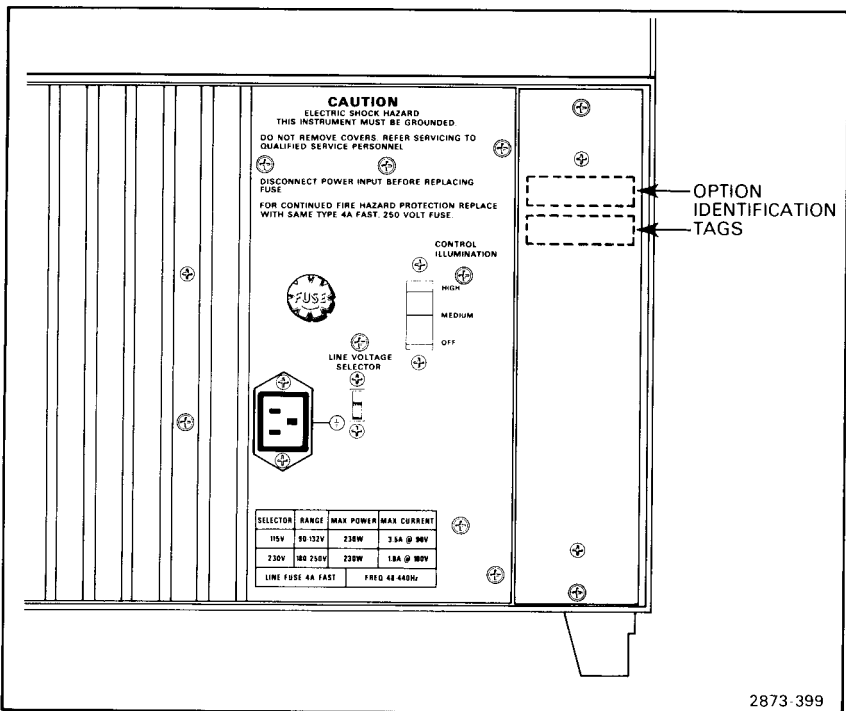 CAUTION
ELECTRIC SHOCK HAZARD
THIS INSTRUMENT MUST BE GROUNDED.
DO NOT REMOVE COVERS. REFER SERVICING TO
QUALIFIED SERVICE PERSONNEL
DISCONNECT POWER INPUT BEFORE REPLACING
FUSE
FOR CONTINUED FIRE HAZARD PROTECTION REPLACE
WITH SAME TYPE 4A FAST. 250 VOLT FUSE.
OPTION
IDENTIFICATION
TAGS
CONTROL
ILLUMINATION
HIGH
MEDIUM
OFF
FUSE
LINE VOLTAGE
SELECTOR
SELECTOR RANGE MAX POWER MAX CURRENT
115V 90-132V 230W 3.5A @ 90V
230V 180-250V 230W 1.8A @ 180V
LINE FUSE 4A FAST FREQ 48-440Hz
2873-399